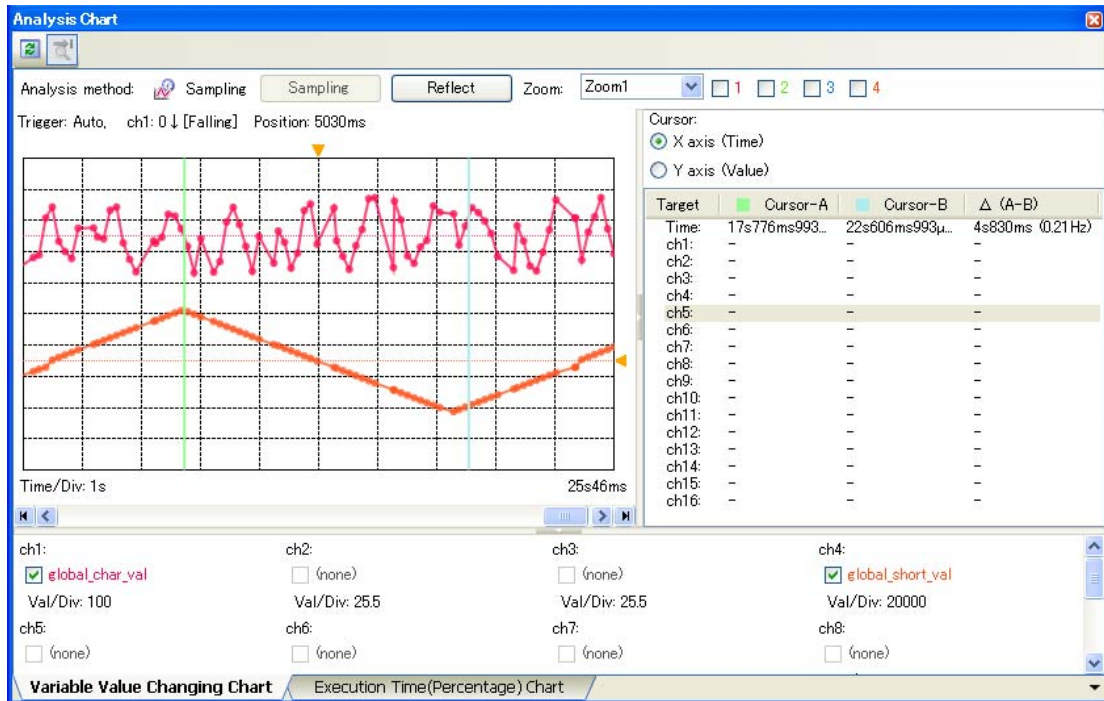 Analysis Chart
Analysis method: Sampling Sampling Reflect Zoom: Zoom1 1 2 3 4
Trigger: Auto, ch1: 0↓[Falling] Position: 5030ms
Cursor:
X axis (Time)
Y axis (Value)
Target Cursor-A Cursor-B Δ (A-B)
Time: 17s776ms993... 22s606ms993μ... 4s830ms (0.21Hz)
ch1: - - -
ch2: - - -
ch3: - - -
ch4: - - -
ch5: - - -
ch6: - - -
ch7: - - -
ch8: - - -
ch9: - - -
ch10: - - -
ch11: - - -
ch12: - - -
ch13: - - -
ch14: - - -
ch15: - - -
ch16: - - -
Time/Div: 1s 25s46ms
ch1: ch2: ch3: ch4:
global_char_val (none) (none) global_short_val
Val/Div: 100 Val/Div: 25.5 Val/Div: 25.5 Val/Div: 20000
ch5: ch6: ch7: ch8:
(none) (none) (none) (none)
Variable Value Changing Chart Execution Time(Percentage) Chart